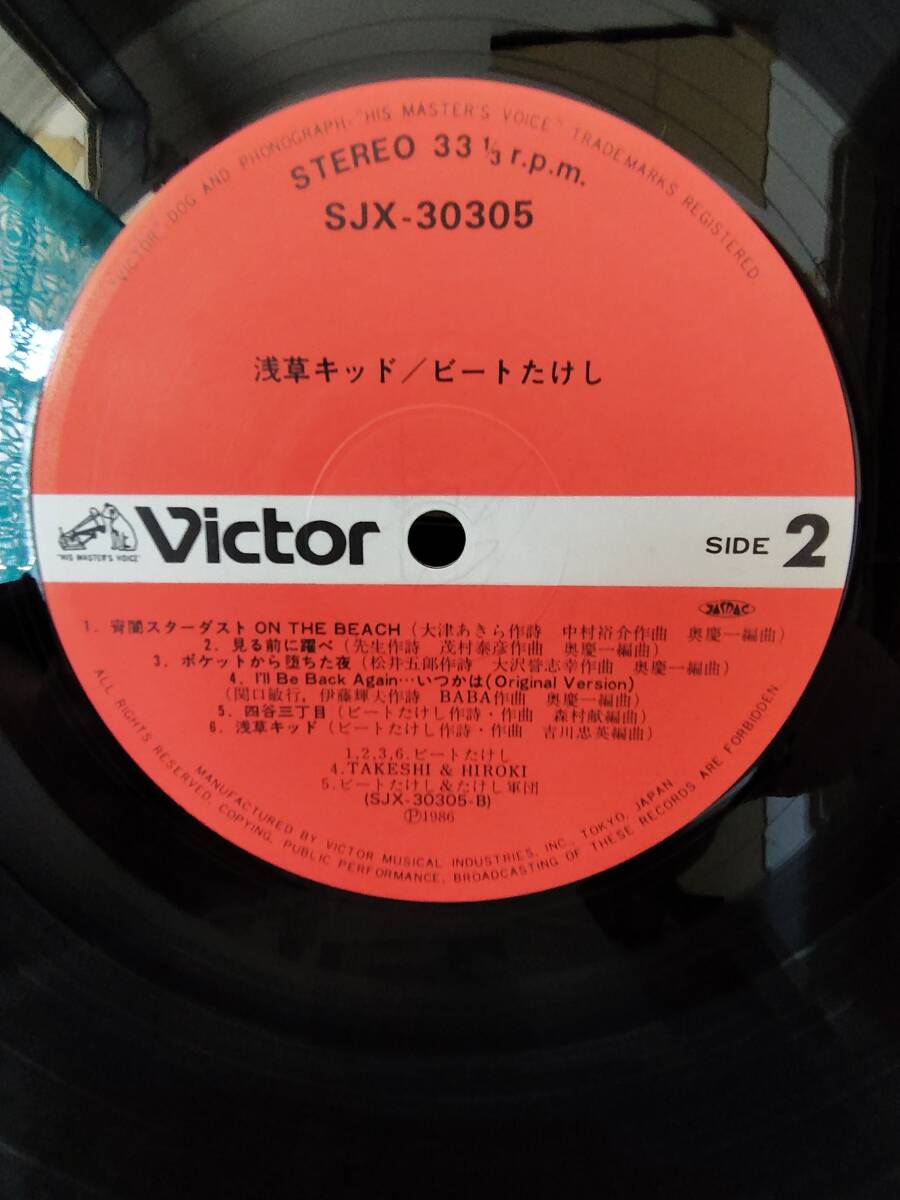 "VICTOR" DOG AND PHONOGRAPH·"HIS MASTER'S VOICE" TRADEMARKS REGISTERED
STEREO 33 1/3 r.p.m.
SJX-30305
浅草キッド／ビートたけし
"HIS MASTER'S VOICE"
Victor
SIDE 2
JASRAC
1. 宵闇スターダスト ON THE BEACH (大津あきら作詩 中村裕介作曲 奥慶一編曲)
2. 見る前に躍べ (先生作詩 茂村泰彦作曲 奥慶一編曲)
3. ポケットから堕ちた夜 (松井五郎作詩 大沢誉志幸作曲 奥慶一編曲)
4. I'll Be Back Again…いつかは (Original Version)
(関口敏行, 伊藤輝夫作詩 BABA作曲 奥慶一編曲)
5. 四谷三丁目 (ビートたけし作詩・作曲 森村献編曲)
6. 浅草キッド (ビートたけし作詩・作曲 吉川忠英編曲)
1,2,3,6. ビートたけし
4. TAKESHI & HIROKI
5. ビートたけし&たけし軍団
(SJX-30305-B)
Ⓟ1986
MANUFACTURED BY VICTOR MUSICAL INDUSTRIES, INC., TOKYO, JAPAN
ALL RIGHTS RESERVED. COPYING, PUBLIC PERFORMANCE, BROADCASTING OF THESE RECORDS ARE FORBIDDEN